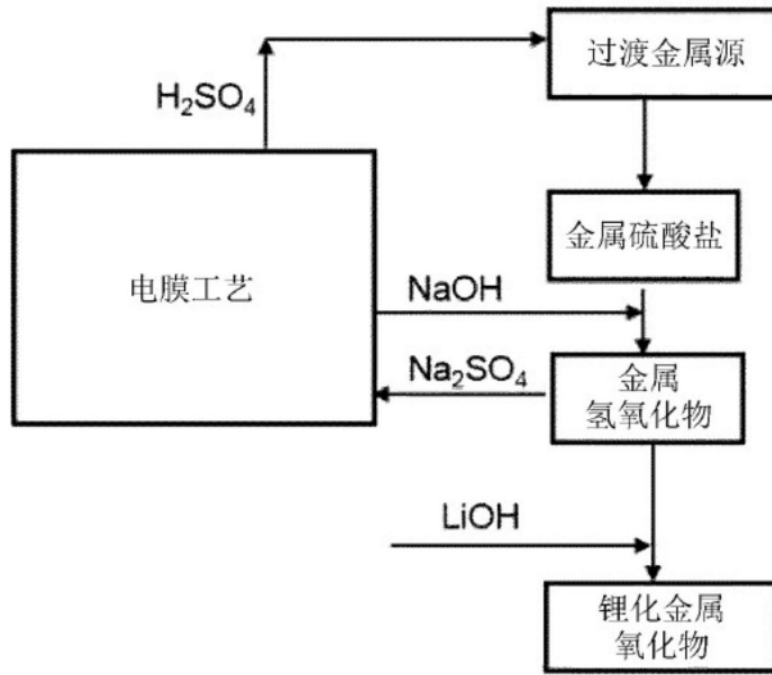 过渡金属源
H₂SO₄
金属硫酸盐
电膜工艺
NaOH
Na₂SO₄
金属
氢氧化物
LiOH
锂化金属
氧化物